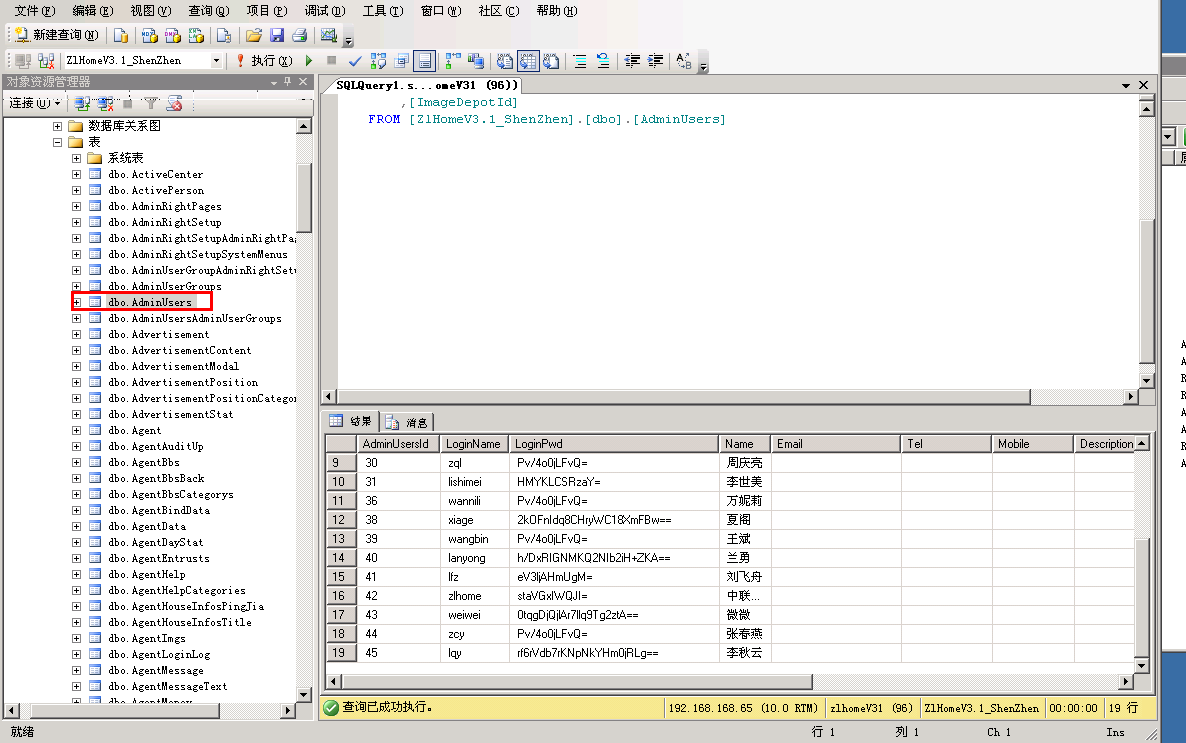 文件(F) 编辑(E) 视图(V) 查询(Q) 项目(P) 调试(D) 工具(T) 窗口(W) 社区(C) 帮助(H)
新建查询(N)
ZlHomeV3.1_ShenZhen 执行(X)
对象资源管理器
连接(U)
数据库关系图
表
系统表
dbo.ActiveCenter
dbo.ActivePerson
dbo.AdminRightPages
dbo.AdminRightSetup
dbo.AdminRightSetupAdminRightPa
dbo.AdminRightSetupSystemMenus
dbo.AdminUserGroupAdminRightSetu
dbo.AdminUserGroups
dbo.AdminUsers
dbo.AdminUsersAdminUserGroups
dbo.Advertisement
dbo.AdvertisementContent
dbo.AdvertisementModal
dbo.AdvertisementPosition
dbo.AdvertisementPositionCategor
dbo.AdvertisementStat
dbo.Agent
dbo.AgentAuditUp
dbo.AgentBbs
dbo.AgentBbsBack
dbo.AgentBbsCategorys
dbo.AgentBindData
dbo.AgentData
dbo.AgentDayStat
dbo.AgentEntrusts
dbo.AgentHelp
dbo.AgentHelpCategories
dbo.AgentHouseInfosPingJia
dbo.AgentHouseInfosTitle
dbo.AgentImgs
dbo.AgentLoginLog
dbo.AgentMessage
dbo.AgentMessageText
dbo.AgentMoney
SQLQuery1.s...omeV31 (96))
,[ImageDepotId]
FROM [ZlHomeV3.1_ShenZhen].[dbo].[AdminUsers]
结果 消息
AdminUsersId LoginName LoginPwd Name Email Tel Mobile Description
9 30 zql Pv/4o0jLFvQ= 周庆亮
10 31 lishimei HMYKLCSRzaY= 李世美
11 36 wannili Pv/4o0jLFvQ= 万妮莉
12 38 xiage 2kOFnIdq8CHryWC18XmFBw== 夏阁
13 39 wangbin Pv/4o0jLFvQ= 王斌
14 40 lanyong h/DxRIGNMKQ2NIb2iH+ZKA== 兰勇
15 41 lfz eV3ljAHmUgM= 刘飞舟
16 42 zlhome staVGxlWQJI= 中联...
17 43 weiwei 0tqgDjQjlAr7llq9Tg2ztA== 微微
18 44 zcy Pv/4o0jLFvQ= 张春燕
19 45 lqy rf6rVdb7rKNpNkYHm0jRLg== 李秋云
查询已成功执行。 192.168.168.65 (10.0 RTM) zlhomeV31 (96) ZlHomeV3.1_ShenZhen 00:00:00 19 行
就绪 行 1 列 1 Ch 1 Ins